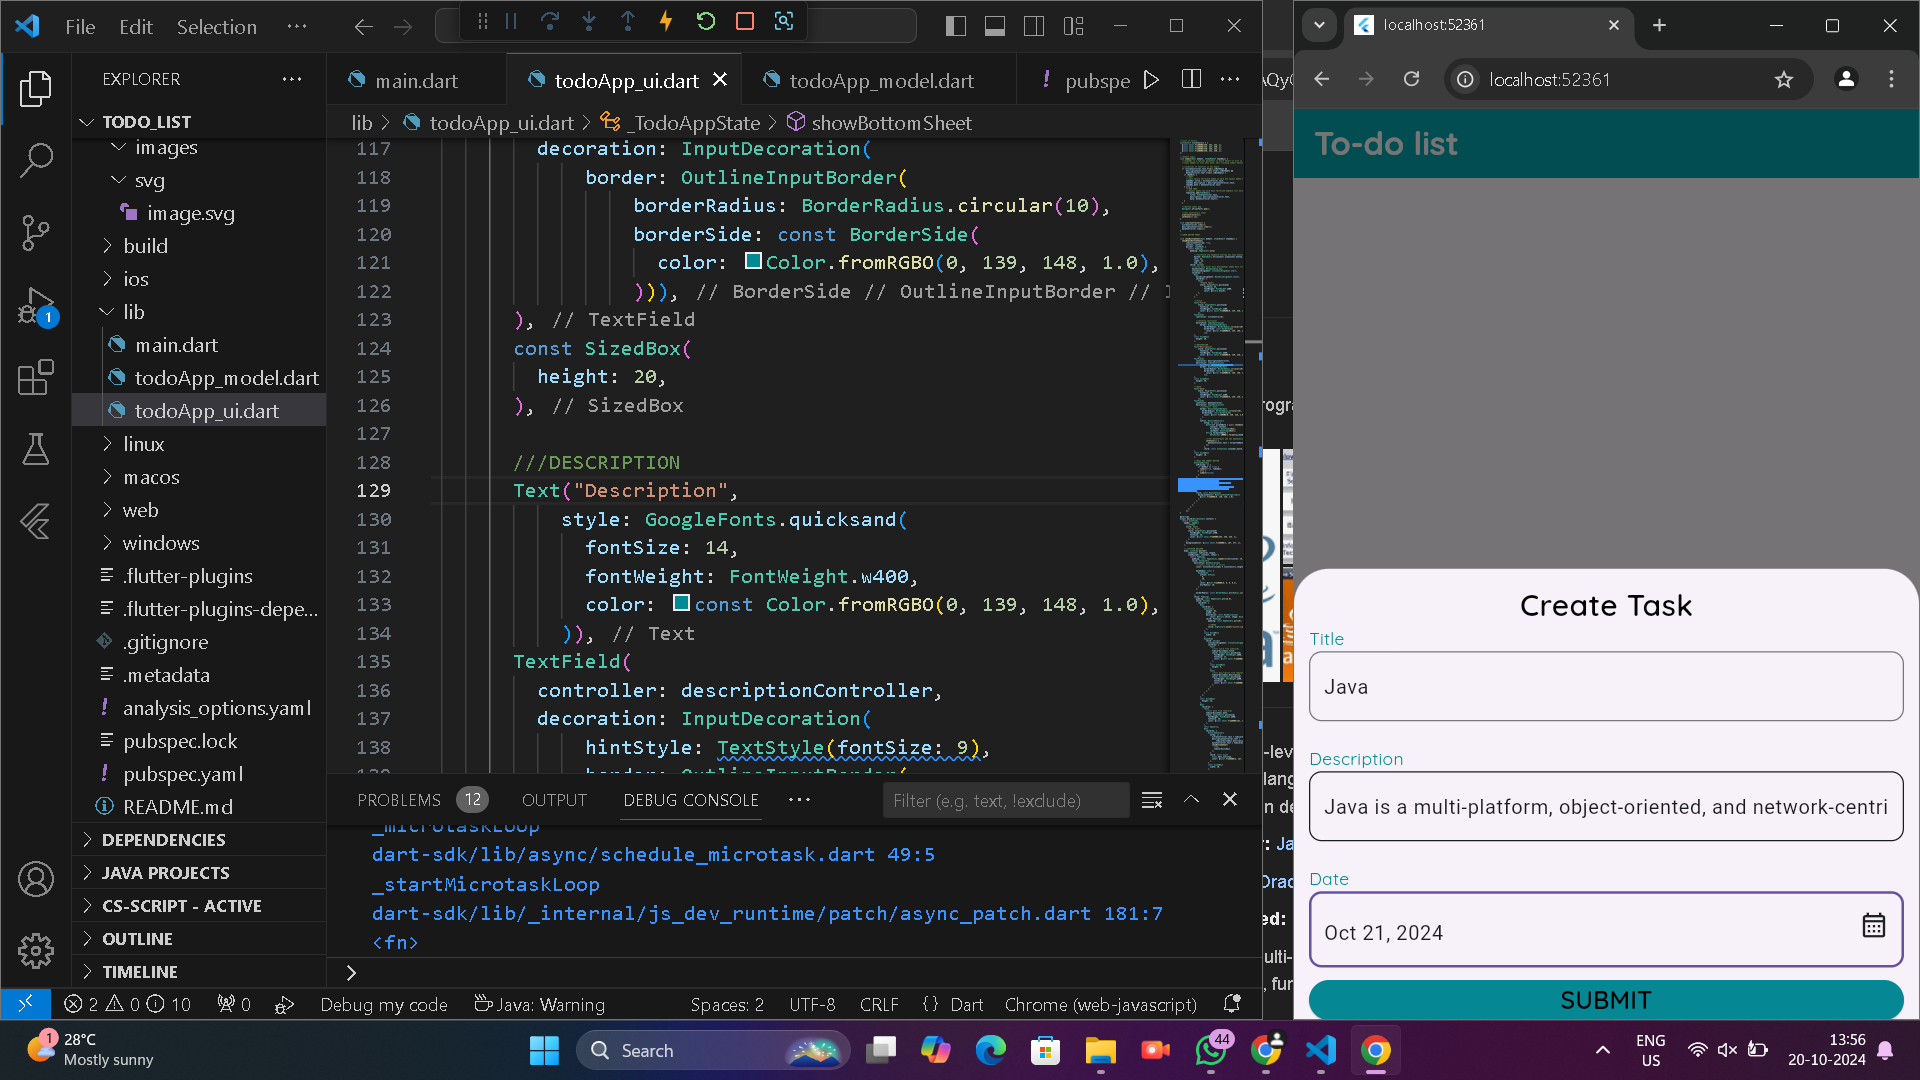 File Edit Selection ···
EXPLORER
TODO_LIST
images
svg
image.svg
build
ios
lib
main.dart
todoApp_model.dart
todoApp_ui.dart
linux
macos
web
windows
.flutter-plugins
.flutter-plugins-depe...
.gitignore
.metadata
analysis_options.yaml
pubspec.lock
pubspec.yaml
README.md
DEPENDENCIES
JAVA PROJECTS
CS-SCRIPT - ACTIVE
OUTLINE
TIMELINE
1
main.dart todoApp_ui.dart todoApp_model.dart pubspe
lib > todoApp_ui.dart > _TodoAppState > showBottomSheet
117 decoration: InputDecoration(
118 border: OutlineInputBorder(
119 borderRadius: BorderRadius.circular(10),
120 borderSide: const BorderSide(
121 color: Color.fromRGBO(0, 139, 148, 1.0),
122 ))), // BorderSide // OutlineInputBorder //
123 ), // TextField
124 const SizedBox(
125 height: 20,
126 ), // SizedBox
127
128 ///DESCRIPTION
129 Text("Description",
130 style: GoogleFonts.quicksand(
131 fontSize: 14,
132 fontWeight: FontWeight.w400,
133 color: const Color.fromRGBO(0, 139, 148, 1.0),
134 )), // Text
135 TextField(
136 controller: descriptionController,
137 decoration: InputDecoration(
138 hintStyle: TextStyle(fontSize: 9),
PROBLEMS 12 OUTPUT DEBUG CONSOLE ··· Filter (e.g. text, !exclude)
_microtaskLoop
dart-sdk/lib/async/schedule_microtask.dart 49:5
_startMicrotaskLoop
dart-sdk/lib/_internal/js_dev_runtime/patch/async_patch.dart 181:7
<fn>
>
2 0 10 0 Debug my code Java: Warning Spaces: 2 UTF-8 CRLF {} Dart Chrome (web-javascript)
localhost:52361
localhost:52361
To-do list
Create Task
Title
Java
Description
Java is a multi-platform, object-oriented, and network-centri
Date
Oct 21, 2024
SUBMIT
1
28°C
Mostly sunny
Search
44
ENG
US
13:56
20-10-2024